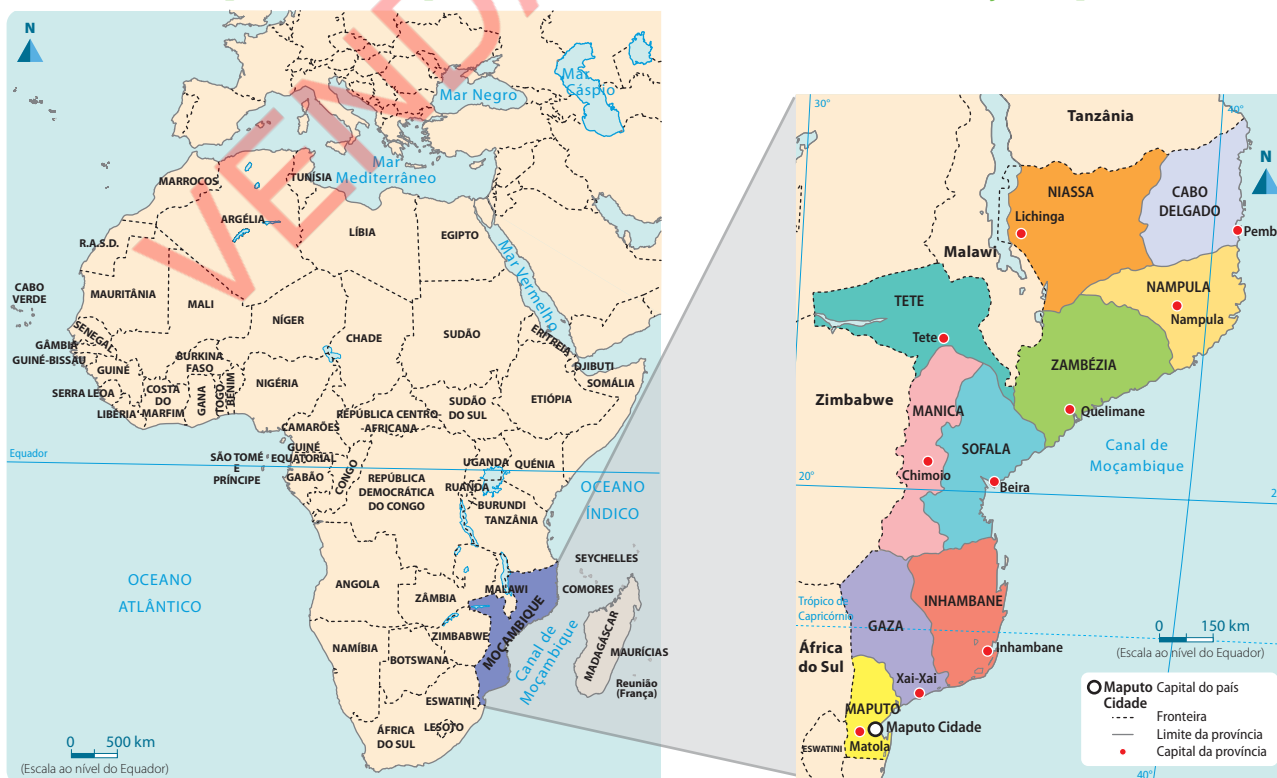 VENDA
N
Mar Negro
Mar
Cáspio
Mar
Mediterrâneo
MARROCOS
TUNÍSIA
ARGÉLIA
LÍBIA
EGIPTO
R.A.S.D.
Mar Vermelho
CABO
VERDE
MAURITÂNIA
MALI
NÍGER
CHADE
SUDÃO
ERITREIA
SENEGAL
GÂMBIA
GUINÉ-BISSAU
GUINÉ
BURKINA
FASO
DJIBUTI
SOMÁLIA
SERRA LEOA
LIBÉRIA
COSTA
DO
MARFIM
GANA
TOGO
BENIM
NIGÉRIA
SUDÃO
DO SUL
ETIÓPIA
REPÚBLICA CENTRO-
-AFRICANA
CAMARÕES
GUINÉ
EQUATORIAL
Equador
SÃO TOMÉ
E
PRÍNCIPE
GABÃO
CONGO
REPÚBLICA
DEMOCRÁTICA
DO CONGO
UGANDA
QUÉNIA
RUANDA
BURUNDI
TANZÂNIA
OCEANO
ÍNDICO
SEYCHELLES
OCEANO
ATLÂNTICO
ANGOLA
ZÂMBIA
MALAWI
COMORES
MOÇAMBIQUE
ZIMBABWE
NAMÍBIA
BOTSWANA
Canal de
Moçambique
MADAGÁSCAR
MAURÍCIAS
Reunião
(França)
ESWATINI
LESÓTO
ÁFRICA
DO SUL
0 500 km
(Escala ao nível do Equador)
30°
40°
Tanzânia
N
NIASSA
Lichinga
CABO
DELGADO
Pemb
Malawi
NAMPULA
Nampula
TETE
Tete
ZAMBÉZIA
Zimbabwe
MANICA
Quelimane
SOFALA
Canal de
Moçambique
Chimoio
20°
Beira
2
INHAMBANE
Trópico de
Capricórnio
GAZA
África
do Sul
Inhambane
0 150 km
(Escala ao nível do Equador)
Xai-Xai
MAPUTO
Maputo Cidade
Matola
ESWATINI
Maputo
Cidade
Capital do país
Fronteira
Limite da província
Capital da província
40°